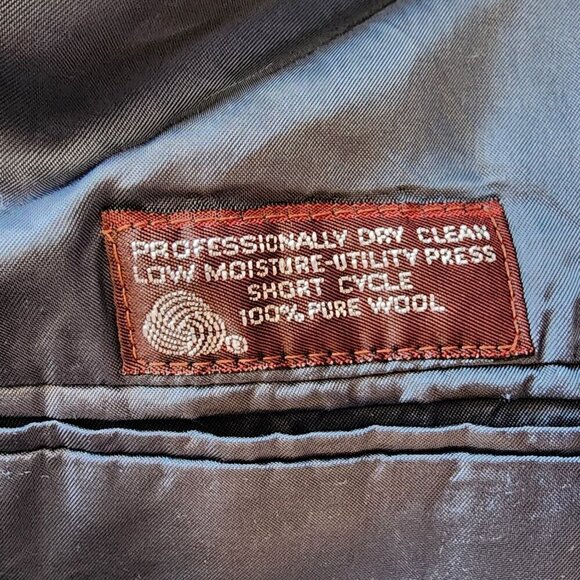 PROFESSIONALLY DRY CLEAN
LOW MOISTURE-UTILITY PRESS
SHORT CYCLE
100% PURE WOOL